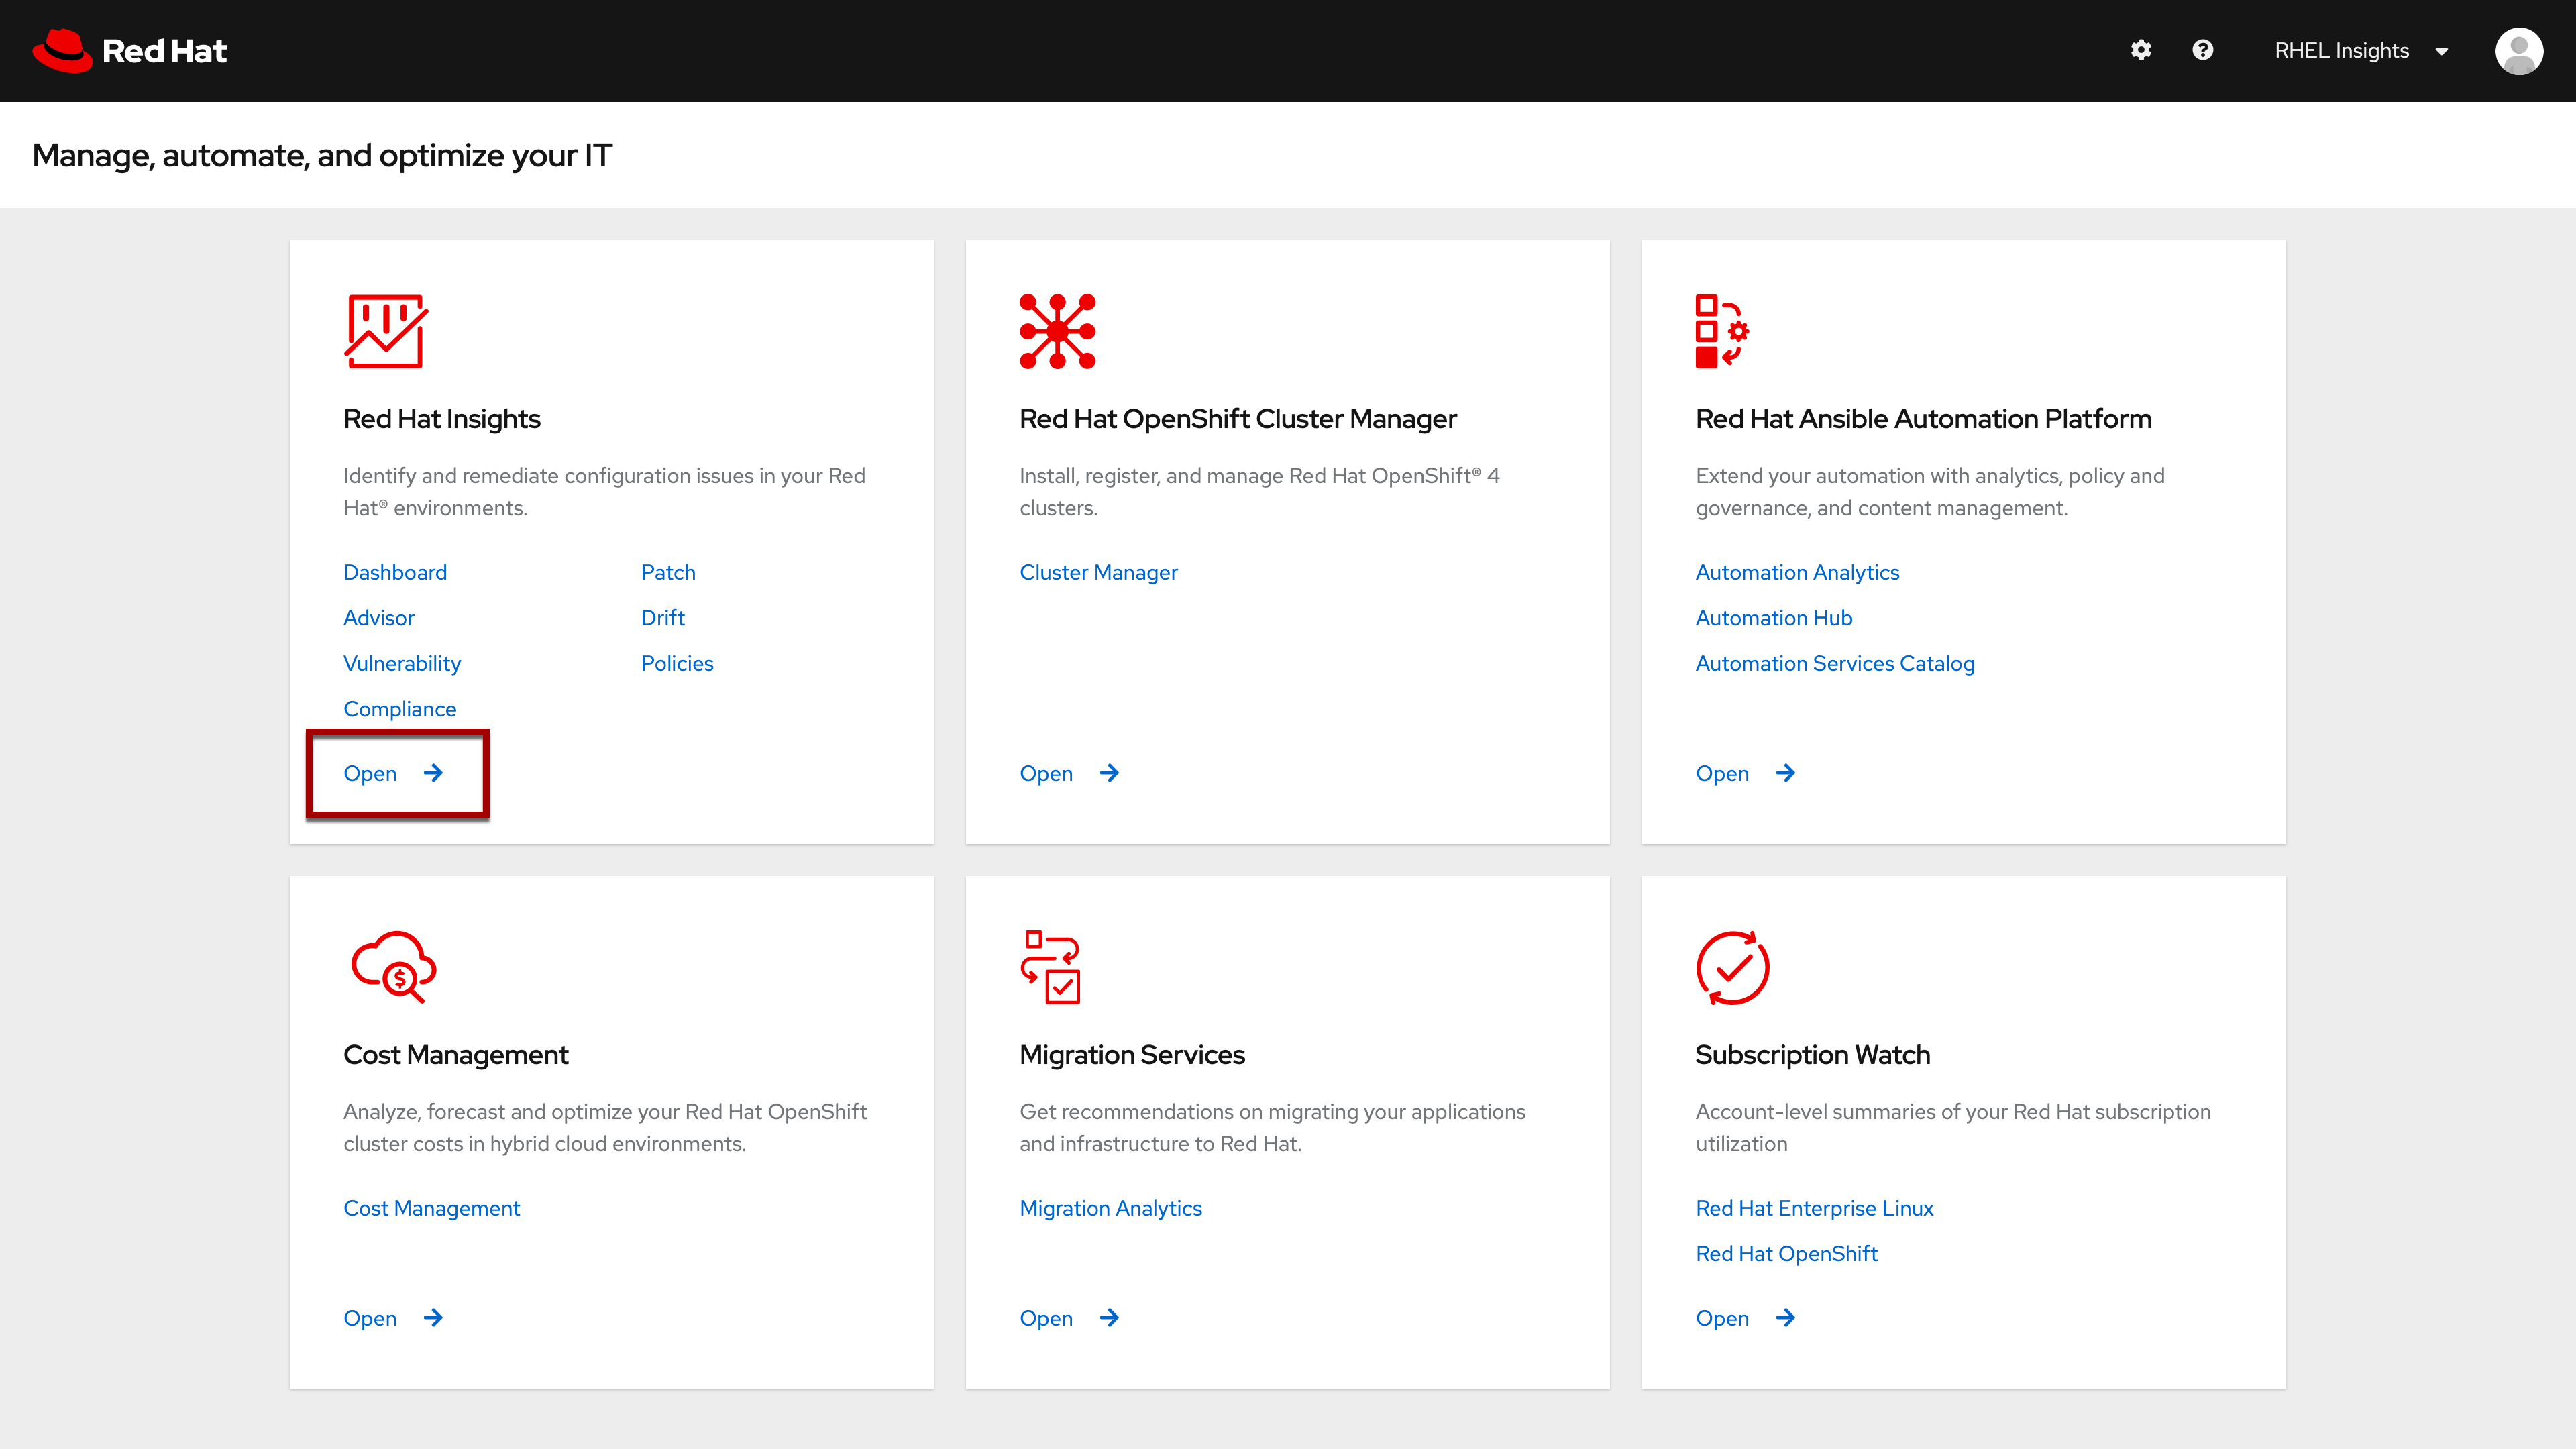 Red Hat
RHEL Insights
Manage, automate, and optimize your IT
Red Hat Insights
Identify and remediate configuration issues in your Red
Hat® environments.
Dashboard
Advisor
Vulnerability
Compliance
Patch
Drift
Policies
Open
Red Hat OpenShift Cluster Manager
Install, register, and manage Red Hat OpenShift® 4
clusters.
Cluster Manager
Open
Red Hat Ansible Automation Platform
Extend your automation with analytics, policy and
governance, and content management.
Automation Analytics
Automation Hub
Automation Services Catalog
Open
Cost Management
Analyze, forecast and optimize your Red Hat OpenShift
cluster costs in hybrid cloud environments.
Cost Management
Open
Migration Services
Get recommendations on migrating your applications
and infrastructure to Red Hat.
Migration Analytics
Open
Subscription Watch
Account-level summaries of your Red Hat subscription
utilization
Red Hat Enterprise Linux
Red Hat OpenShift
Open